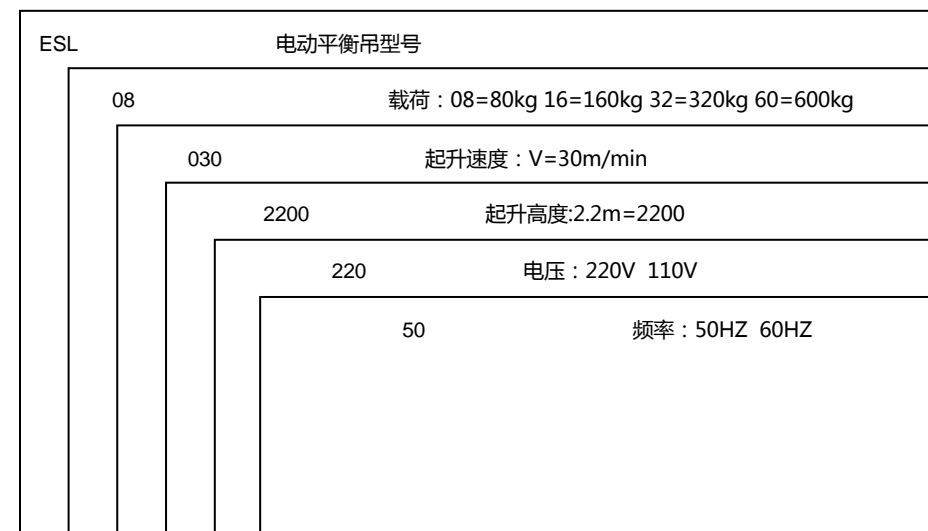 ESL 电动平衡吊型号
08 载荷：08=80kg 16=160kg 32=320kg 60=600kg
030 起升速度：V=30m/min
2200 起升高度:2.2m=2200
220 电压：220V 110V
50 频率：50HZ 60HZ